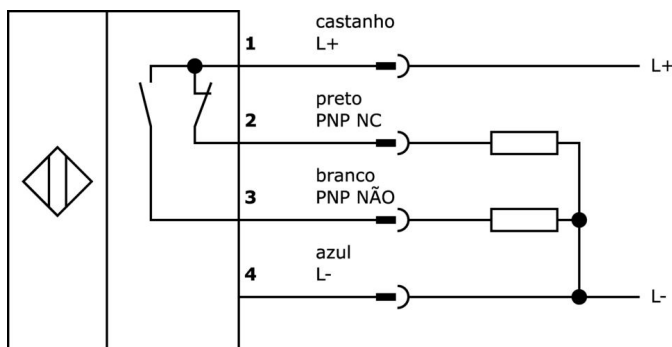 castanho
1 L+
L+
preto
2 PNP NC
branco
3 PNP NÃO
azul
4 L-
L-